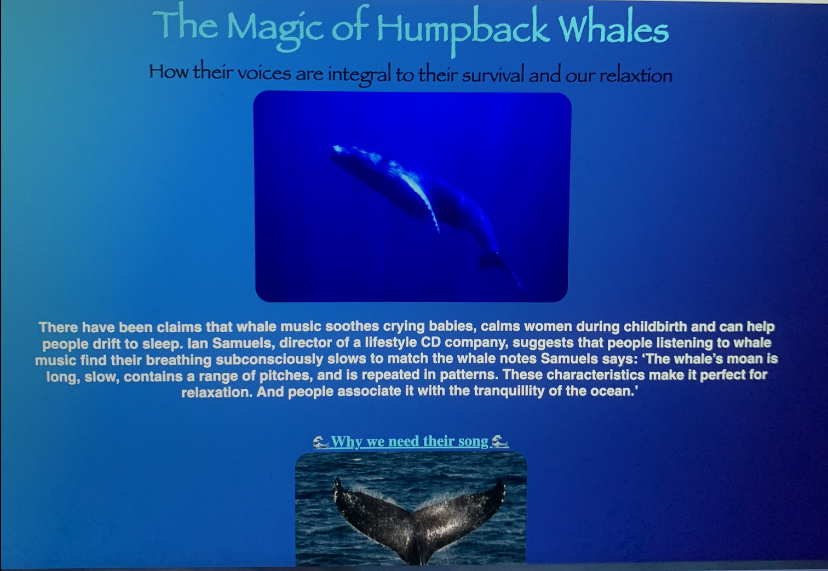 The Magic of Humpback Whales
How their voices are integral to their survival and our relaxtion
There have been claims that whale music soothes crying babies, calms women during childbirth and can help
people drift to sleep. Ian Samuels, director of a lifestyle CD company, suggests that people listening to whale
music find their breathing subconsciously slows to match the whale notes Samuels says: ‘The whale’s moan is
long, slow, contains a range of pitches, and is repeated in patterns. These characteristics make it perfect for
relaxation. And people associate it with the tranquillity of the ocean.’
🌊Why we need their song🌊